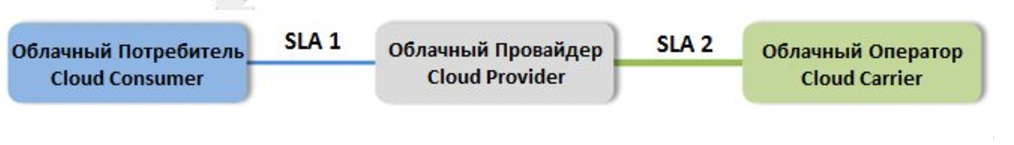 Облачный Потребитель
Cloud Consumer
SLA 1
Облачный Провайдер
Cloud Provider
SLA 2
Облачный Оператор
Cloud Carrier